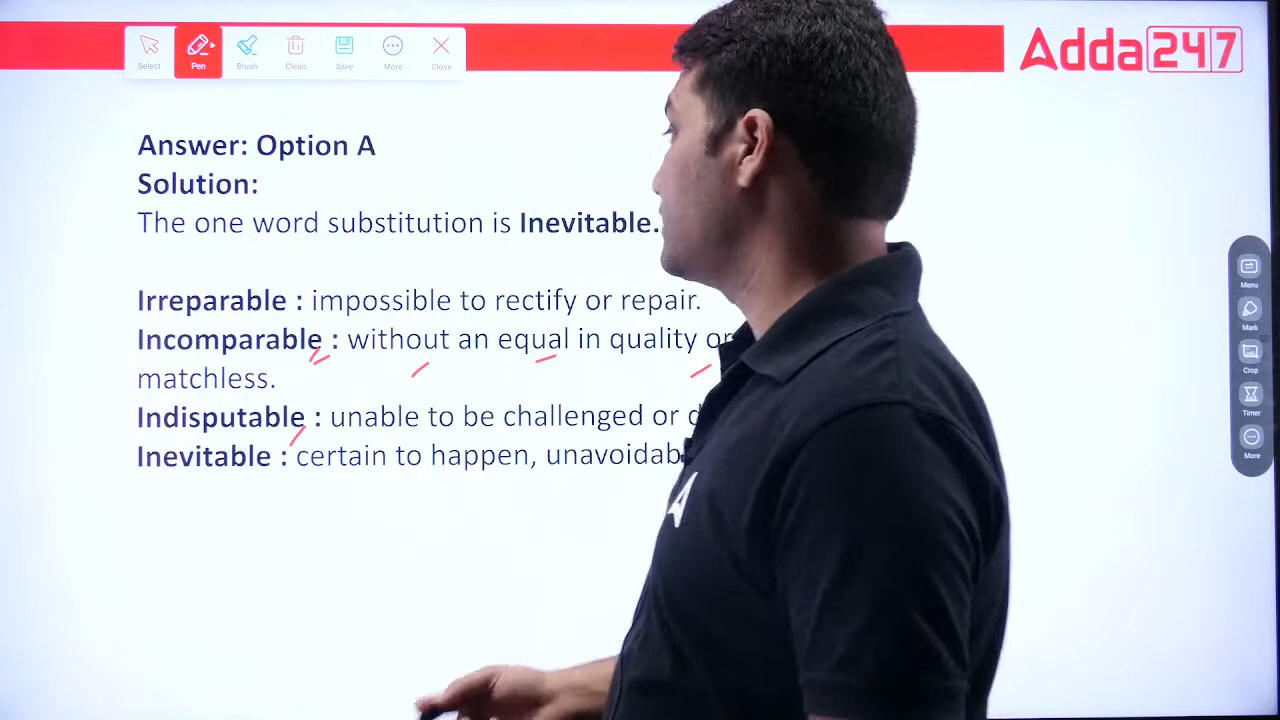 Select
Pen
Brush
Clean
Save
More
Close
Adda247
Answer: Option A
Solution:
The one word substitution is Inevitable.
Irreparable : impossible to rectify or repair.
Incomparable : without an equal in quality or
matchless.
Indisputable : unable to be challenged or
Inevitable : certain to happen,
Menu
Mark
Crop
Timer
More